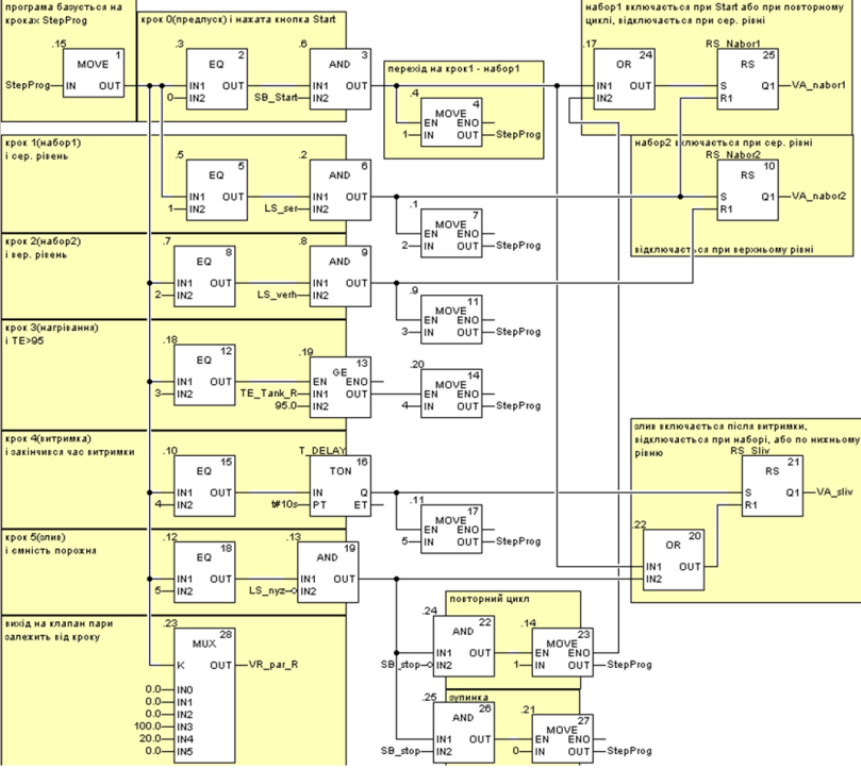 програма базується на
кроках StepProg
.15
MOVE
1
StepProg
IN
OUT
крок 0(предпуск) і нахата кнопка Start
.3
EQ
2
IN1
OUT
0
IN2
.6
AND
3
IN1
OUT
SB_Start
IN2
перехід на крок1 - набор1
.4
MOVE
4
EN
ENO
1
IN
OUT
StepProg
набор1 включається при Start або при повторному
циклі, відключається при сер. рівні
.17
OR
24
IN1
OUT
IN2
RS_Nabor1
RS
25
S
Q1
VA_nabor1
R1
крок 1(набор1)
і сер. рівень
.5
EQ
5
IN1
OUT
1
IN2
.2
AND
6
IN1
OUT
LS_ser
IN2
.1
MOVE
7
EN
ENO
2
IN
OUT
StepProg
набор2 включається при сер. рівні
RS_Nabor2
RS
10
S
Q1
VA_nabor2
R1
відключається при верхньому рівні
крок 2(набор2)
і вер. рівень
.7
EQ
8
IN1
OUT
2
IN2
.8
AND
9
IN1
OUT
LS_verh
IN2
.9
MOVE
11
EN
ENO
3
IN
OUT
StepProg
крок 3(нагрівання)
і TE>95
.18
EQ
12
IN1
OUT
3
IN2
.19
GE
13
EN
ENO
TE_Tank_R
IN1
OUT
95.0
IN2
.20
MOVE
14
EN
ENO
4
IN
OUT
StepProg
крок 4(витримка)
і закінчився час витримки
.10
EQ
15
IN1
OUT
4
IN2
T_DELAY
TON
16
IN
Q
t#10s
PT
ET
.11
MOVE
17
EN
ENO
5
IN
OUT
StepProg
злив включається після витримки,
відключається при наборі, або по нижньому
рівню
RS_Sliv
RS
21
S
Q1
VA_sliv
R1
.22
OR
20
IN1
OUT
IN2
крок 5(злив)
і ємність порожня
.12
EQ
18
IN1
OUT
5
IN2
.13
AND
19
IN1
OUT
LS_nyz
IN2
повторний цикл
.24
AND
22
IN1
OUT
SB_stop
IN2
.14
MOVE
23
EN
ENO
1
IN
OUT
StepProg
зупинка
.25
AND
26
IN1
OUT
SB_stop
IN2
.21
MOVE
27
EN
ENO
0
IN
OUT
StepProg
вихід на клапан пари
залежить від кроку
.23
MUX
28
K
OUT
VR_par_R
0.0
IN0
0.0
IN1
0.0
IN2
100.0
IN3
20.0
IN4
0.0
IN5